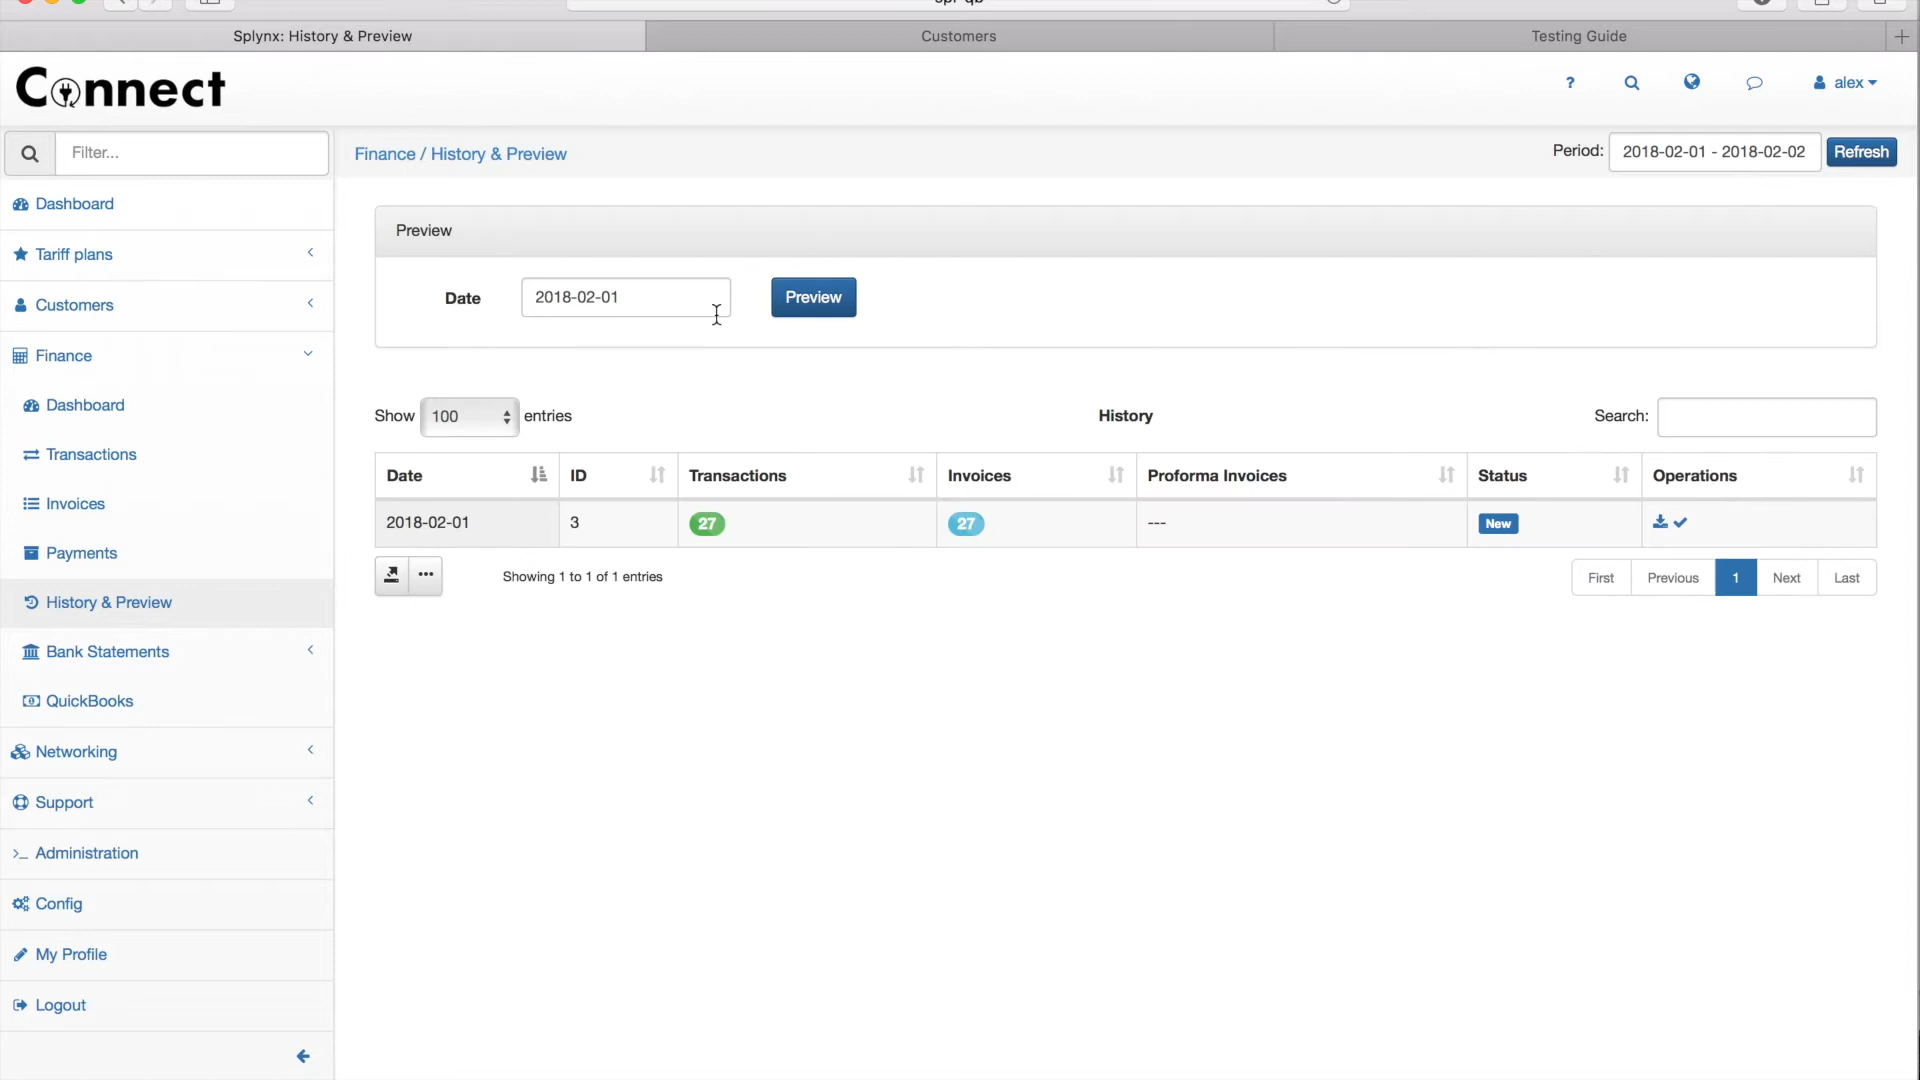 Splynx: History & Preview
Customers
Testing Guide
Connect
?
alex
Filter...
Finance / History & Preview
Period:
2018-02-01 - 2018-02-02
Refresh
Dashboard
Tariff plans
Customers
Finance
Dashboard
Transactions
Invoices
Payments
History & Preview
Bank Statements
QuickBooks
Networking
Support
Administration
Config
My Profile
Logout
Preview
Date
2018-02-01
Preview
Show 100 entries
History
Search:
Date ID Transactions Invoices Proforma Invoices Status Operations
2018-02-01 3 27 27 --- New
Showing 1 to 1 of 1 entries
First Previous 1 Next Last